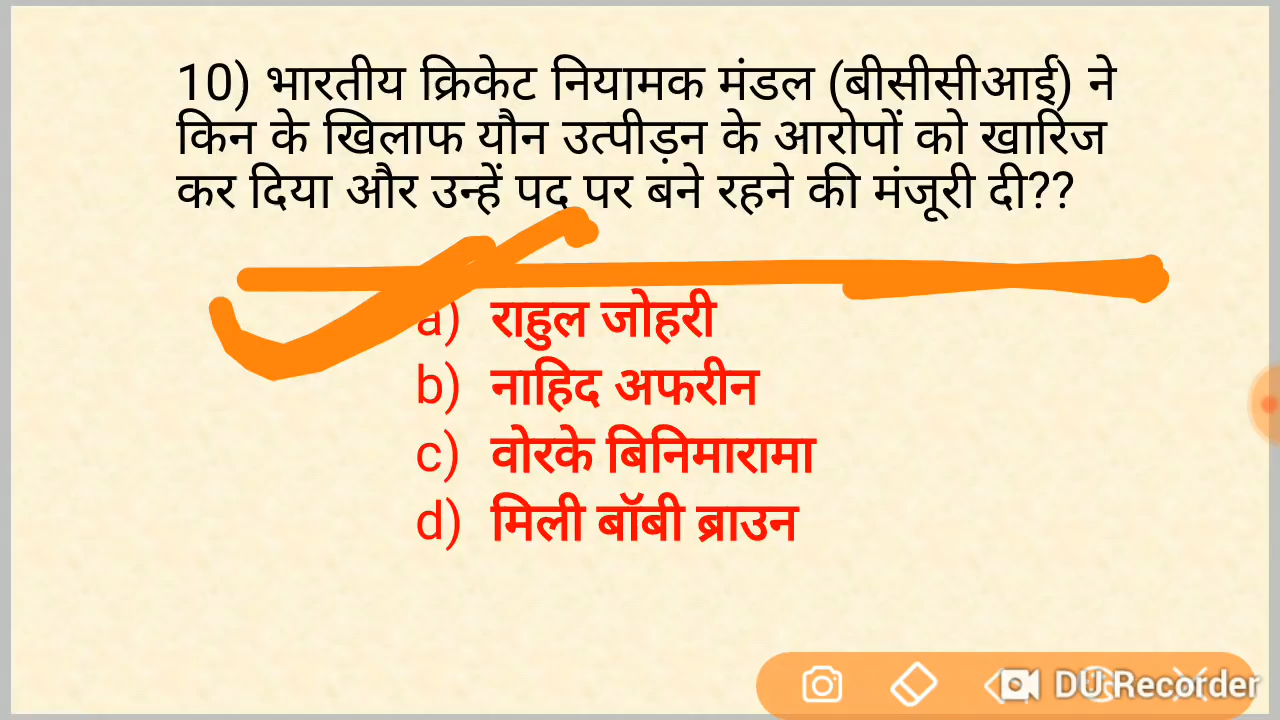 10) भारतीय क्रिकेट नियामक मंडल (बीसीसीआई) ने
किन के खिलाफ यौन उत्पीड़न के आरोपों को खारिज
कर दिया और उन्हें पद पर बने रहने की मंजूरी दी??
a) राहुल जोहरी
b) नाहिद अफरीन
c) वोरके बिनिमारामा
d) मिली बॉबी ब्राउन
DU Recorder